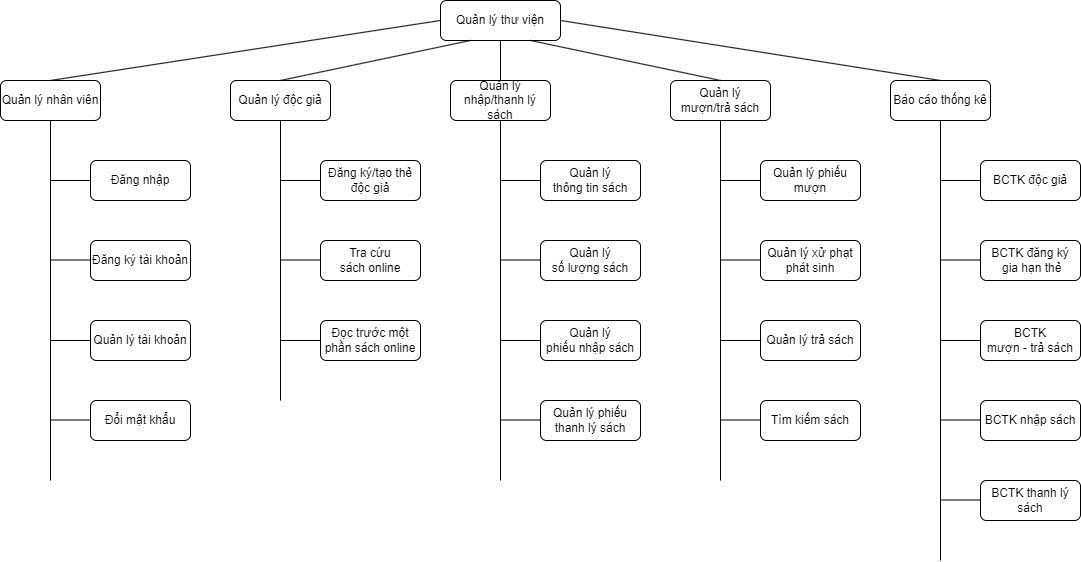 Quản lý thư viện
Quản lý nhân viên
Quản lý độc giả
Quản lý
nhập/thanh lý
sách
Quản lý
mượn/trả sách
Báo cáo thống kê
Đăng nhập
Đăng ký tài khoản
Quản lý tài khoản
Đổi mật khẩu
Đăng ký/tạo thẻ
độc giả
Tra cứu
sách online
Đọc trước một
phần sách online
Quản lý
thông tin sách
Quản lý
số lượng sách
Quản lý
phiếu nhập sách
Quản lý phiếu
thanh lý sách
Quản lý phiếu
mượn
Quản lý xử phạt
phát sinh
Quản lý trả sách
Tìm kiếm sách
BCTK độc giả
BCTK đăng ký
gia hạn thẻ
BCTK
mượn - trả sách
BCTK nhập sách
BCTK thanh lý
sách